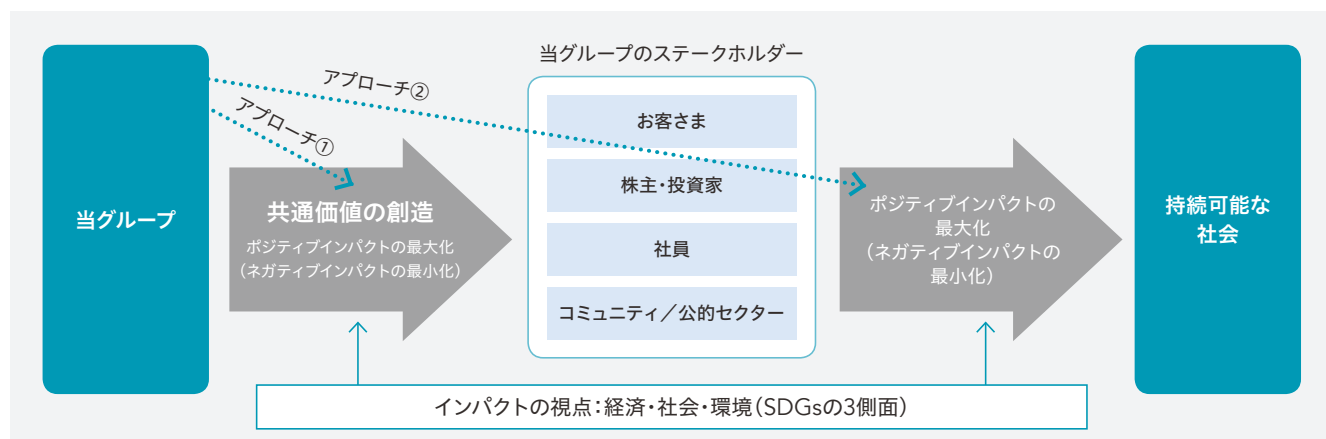 当グループ
アプローチ①
アプローチ②
共通価値の創造
ポジティブインパクトの最大化
（ネガティブインパクトの最小化）
当グループのステークホルダー
お客さま
株主・投資家
社員
コミュニティ／公的セクター
ポジティブインパクトの
最大化
（ネガティブインパクトの
最小化）
持続可能な
社会
インパクトの視点：経済・社会・環境（SDGsの3側面）